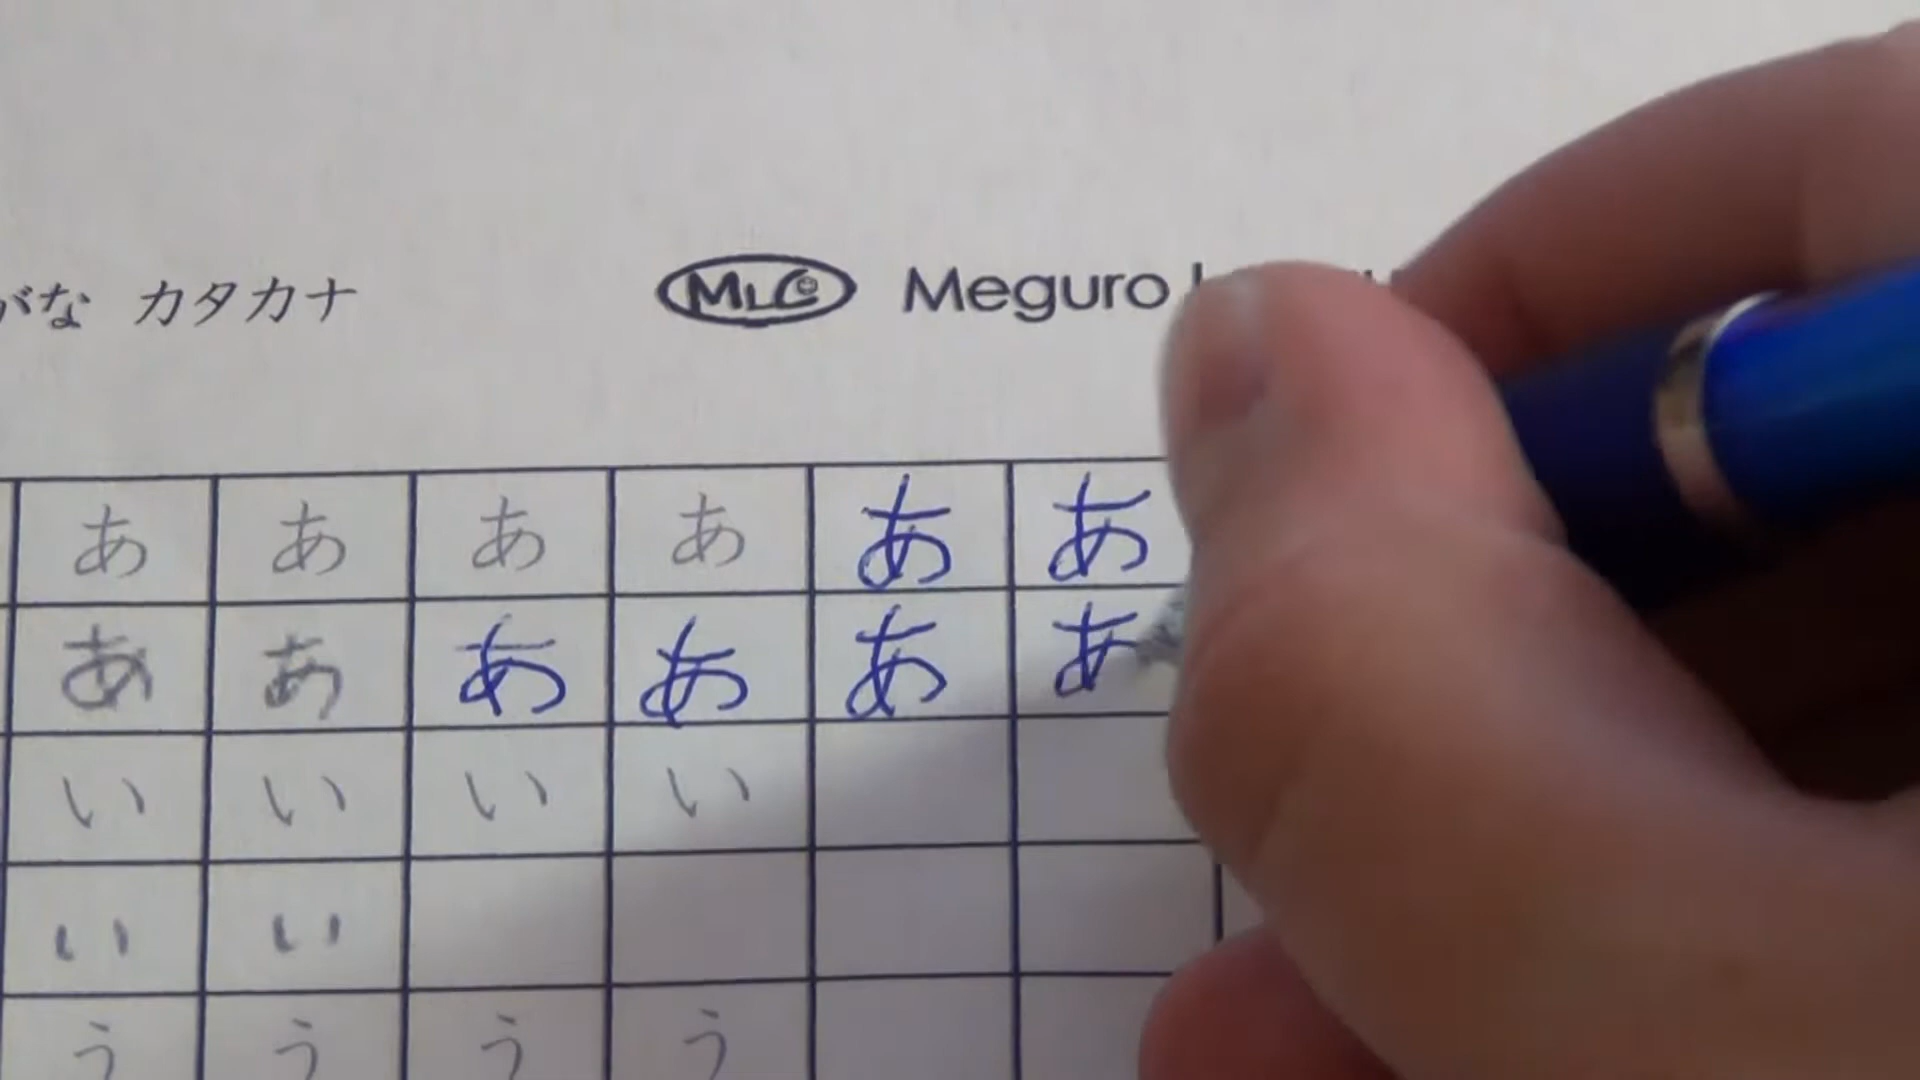 がな カタカナ MLC Meguro
あ あ あ あ あ あ
あ あ あ あ あ あ
い い い い
い い
う う う う